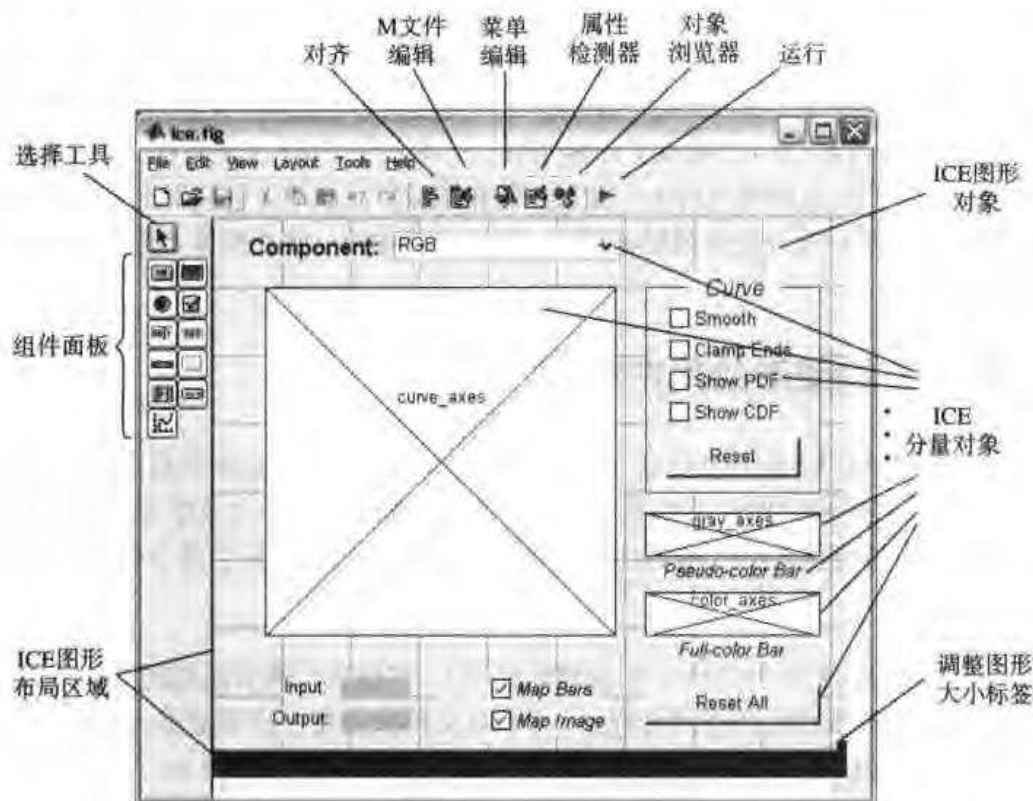 对齐
M文件
编辑
菜单
编辑
属性
检测器
对象
浏览器
运行
选择工具
ice.fig
File Edit View Layout Tools Help
ICE图形
对象
组件面板
Component: RGB
Curve
Smooth
Clamp Ends
Show PDF
Show CDF
Reset
curve_axes
ICE
分量对象
gray_axes
Pseudo-color Bar
color_axes
Full-color Bar
ICE图形
布局区域
Input:
Output:
Map Bars
Map Image
Reset All
调整图形
大小标签